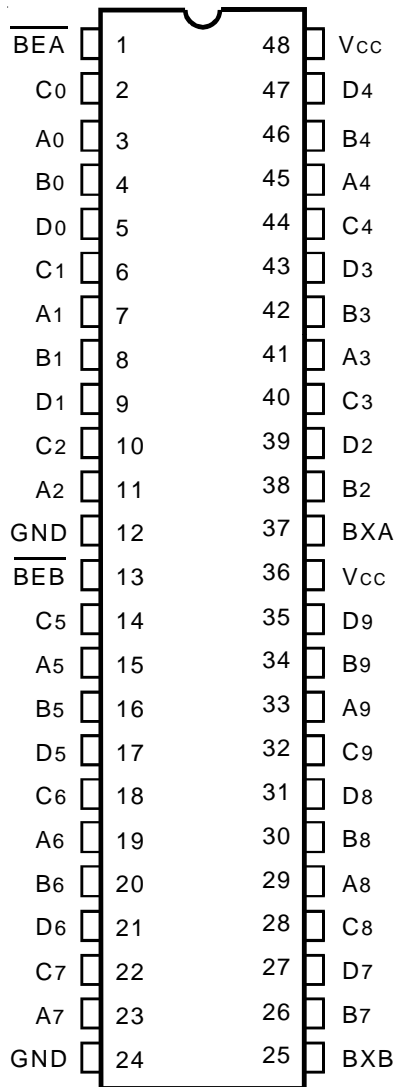 BEA 1 48 Vcc
C0 2 47 D4
A0 3 46 B4
B0 4 45 A4
D0 5 44 C4
C1 6 43 D3
A1 7 42 B3
B1 8 41 A3
D1 9 40 C3
C2 10 39 D2
A2 11 38 B2
GND 12 37 BXA
BEB 13 36 Vcc
C5 14 35 D9
A5 15 34 B9
B5 16 33 A9
D5 17 32 C9
C6 18 31 D8
A6 19 30 B8
B6 20 29 A8
D6 21 28 C8
C7 22 27 D7
A7 23 26 B7
GND 24 25 BXB